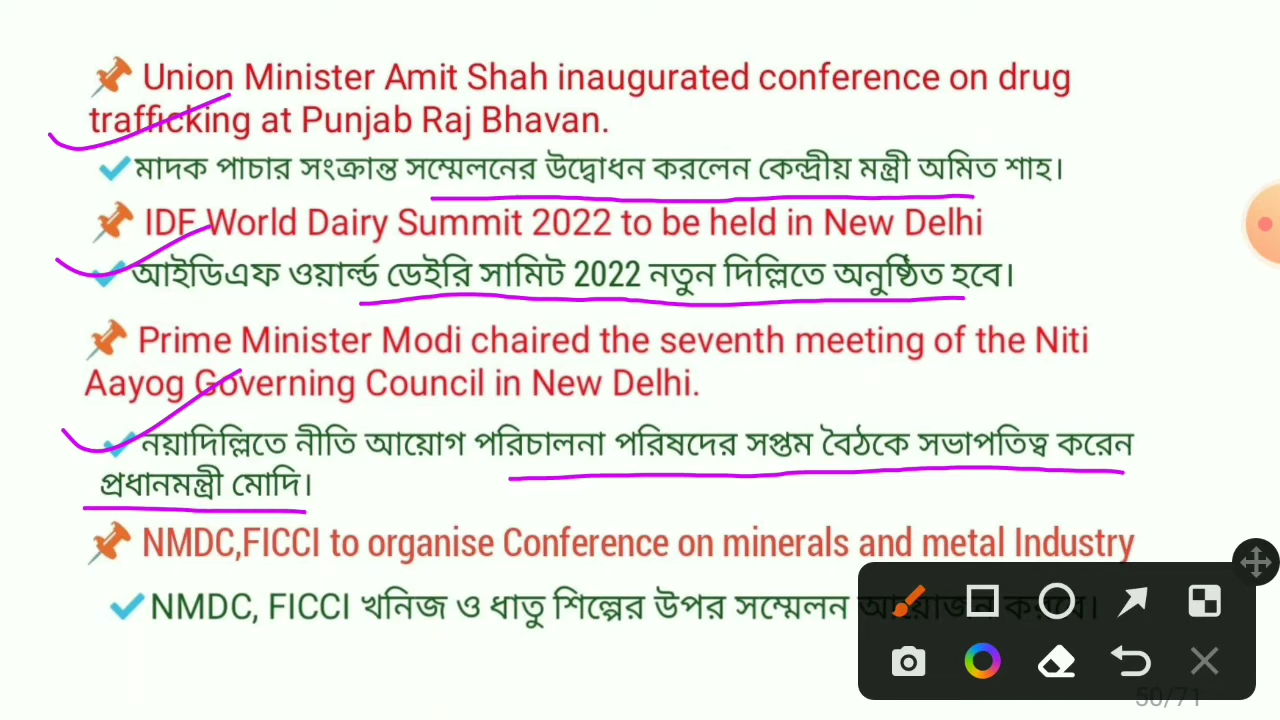 Union Minister Amit Shah inaugurated conference on drug
trafficking at Punjab Raj Bhavan.
মাদক পাচার সংক্রান্ত সম্মেলনের উদ্বোধন করলেন কেন্দ্রীয় মন্ত্রী অমিত শাহ।
IDF World Dairy Summit 2022 to be held in New Delhi
আইডিএফ ওয়ার্ল্ড ডেইরি সামিট 2022 নতুন দিল্লিতে অনুষ্ঠিত হবে।
Prime Minister Modi chaired the seventh meeting of the Niti
Aayog Governing Council in New Delhi.
নয়াদিল্লিতে নীতি আয়োগ পরিচালনা পরিষদের সপ্তম বৈঠকে সভাপতিত্ব করেন
প্রধানমন্ত্রী মোদি।
NMDC,FICCI to organise Conference on minerals and metal Industry
NMDC, FICCI খনিজ ও ধাতু শিল্পের উপর সম্মেলন আয়োজন করবে।
50/71